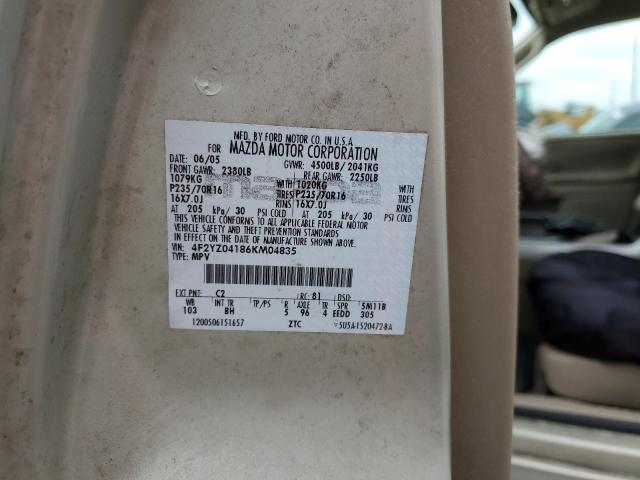 MFD. BY FORD MOTOR CO. IN U.S.A.
FOR MAZDA MOTOR CORPORATION
DATE: 06/05 GVWR: 4500LB/ 2041KG
FRONT GAWR: 2380LB REAR GAWR: 2250LB
1079KG WITH 1020KG WITH
P235/70R16 TIRES P235/70R16 TIRES
16X7.0J RIMS 16X7.0J RIMS
AT 205 kPa/ 30 PSI COLD AT 205 kPa/ 30 PSI COLD
THIS VEHICLE CONFORMS TO ALL APPLICABLE FEDERAL MOTOR
VEHICLE SAFETY AND THEFT PREVENTION STANDARDS
IN EFFECT ON THE DATE OF MANUFACTURE SHOWN ABOVE
VIN: 4F2YZ04186KM04835
TYPE: MPV
EXT PNT: C2 RC: 81
WB INT TR TP/PS R AXLE TR SPR 5M11B
103 BH 5 96 4 EEDD 305
1200506151657 ZTC